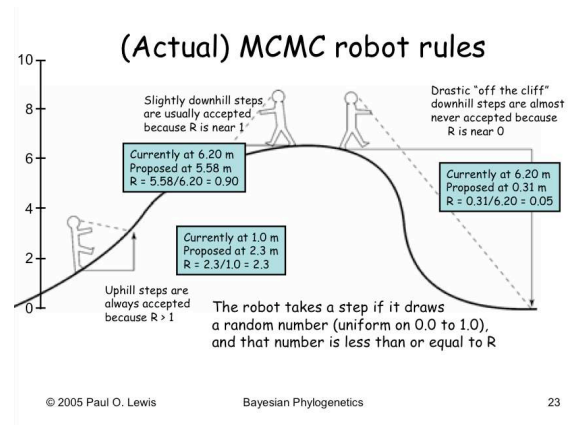 (Actual) MCMC robot rules
10
8
6
4
2
0
Slightly downhill steps
are usually accepted
because R is near 1
Drastic "off the cliff"
downhill steps are almost
never accepted because
R is near 0
Currently at 6.20 m
Proposed at 5.58 m
R = 5.58/6.20 = 0.90
Currently at 6.20 m
Proposed at 0.31 m
R = 0.31/6.20 = 0.05
Currently at 1.0 m
Proposed at 2.3 m
R = 2.3/1.0 = 2.3
Uphill steps are
always accepted
because R > 1
The robot takes a step if it draws
a random number (uniform on 0.0 to 1.0),
and that number is less than or equal to R
© 2005 Paul O. Lewis
Bayesian Phylogenetics
23